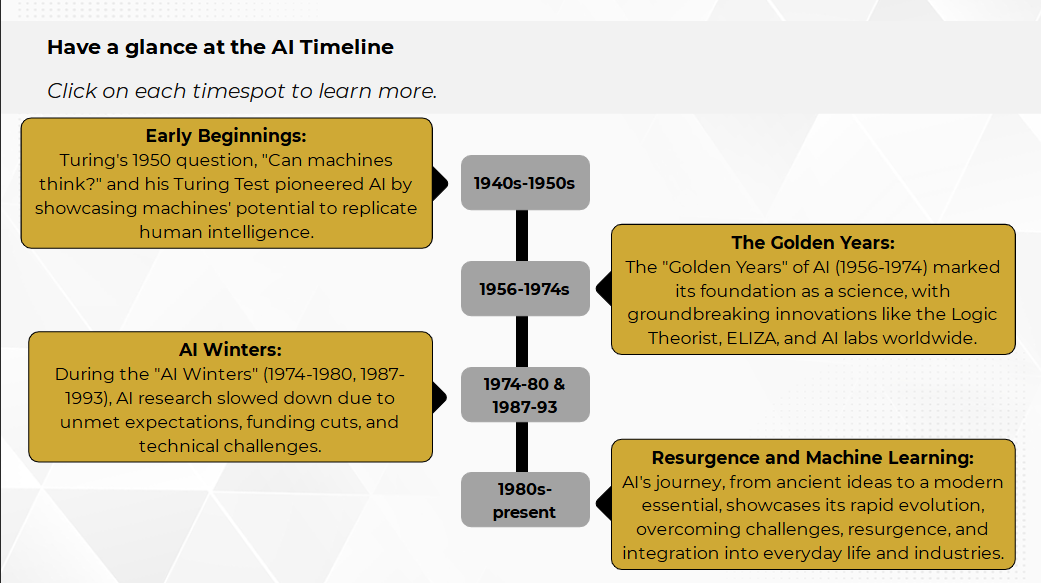 Have a glance at the AI Timeline
Click on each timespot to learn more.
Early Beginnings:
Turing's 1950 question, "Can machines
think?" and his Turing Test pioneered AI by
showcasing machines' potential to replicate
human intelligence.
1940s-1950s
1956-1974s
The Golden Years:
The "Golden Years" of AI (1956-1974) marked
its foundation as a science, with
groundbreaking innovations like the Logic
Theorist, ELIZA, and AI labs worldwide.
AI Winters:
During the "AI Winters" (1974-1980, 1987-
1993), AI research slowed down due to
unmet expectations, funding cuts, and
technical challenges.
1974-80 &
1987-93
1980s-
present
Resurgence and Machine Learning:
AI's journey, from ancient ideas to a modern
essential, showcases its rapid evolution,
overcoming challenges, resurgence, and
integration into everyday life and industries.